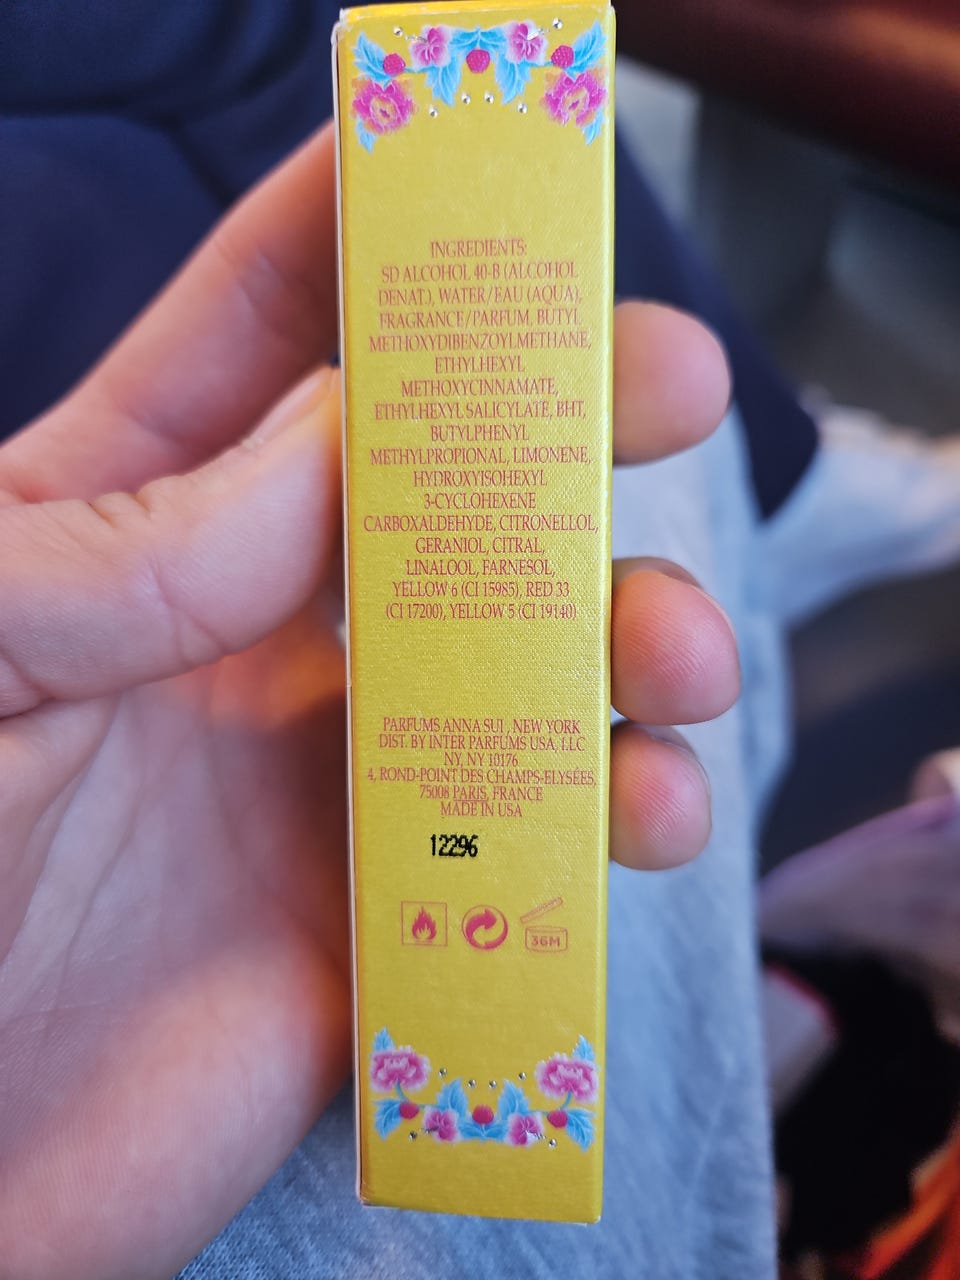 INGREDIENTS:
SD ALCOHOL 40-B (ALCOHOL
DENAT.), WATER/EAU (AQUA),
FRAGRANCE/PARFUM, BUTYL
METHOXYDIBENZOYLMETHANE,
ETHYLHEXYL
METHOXYCINNAMATE,
ETHYLHEXYL SALICYLATE, BHT,
BUTYLPHENYL
METHYLPROPIONAL, LIMONENE,
HYDROXYISOHEXYL
3-CYCLOHEXENE
CARBOXALDEHYDE, CITRONELLOL,
GERANIOL, CITRAL,
LINALOOL, FARNESOL,
YELLOW 6 (CI 15985), RED 33
(CI 17200), YELLOW 5 (CI 19140)
PARFUMS ANNA SUI, NEW YORK
DIST. BY INTER PARFUMS USA, LLC
NY, NY 10176
4, ROND-POINT DES CHAMPS-ELYSÉES,
75008 PARIS, FRANCE
MADE IN USA
12296
36M